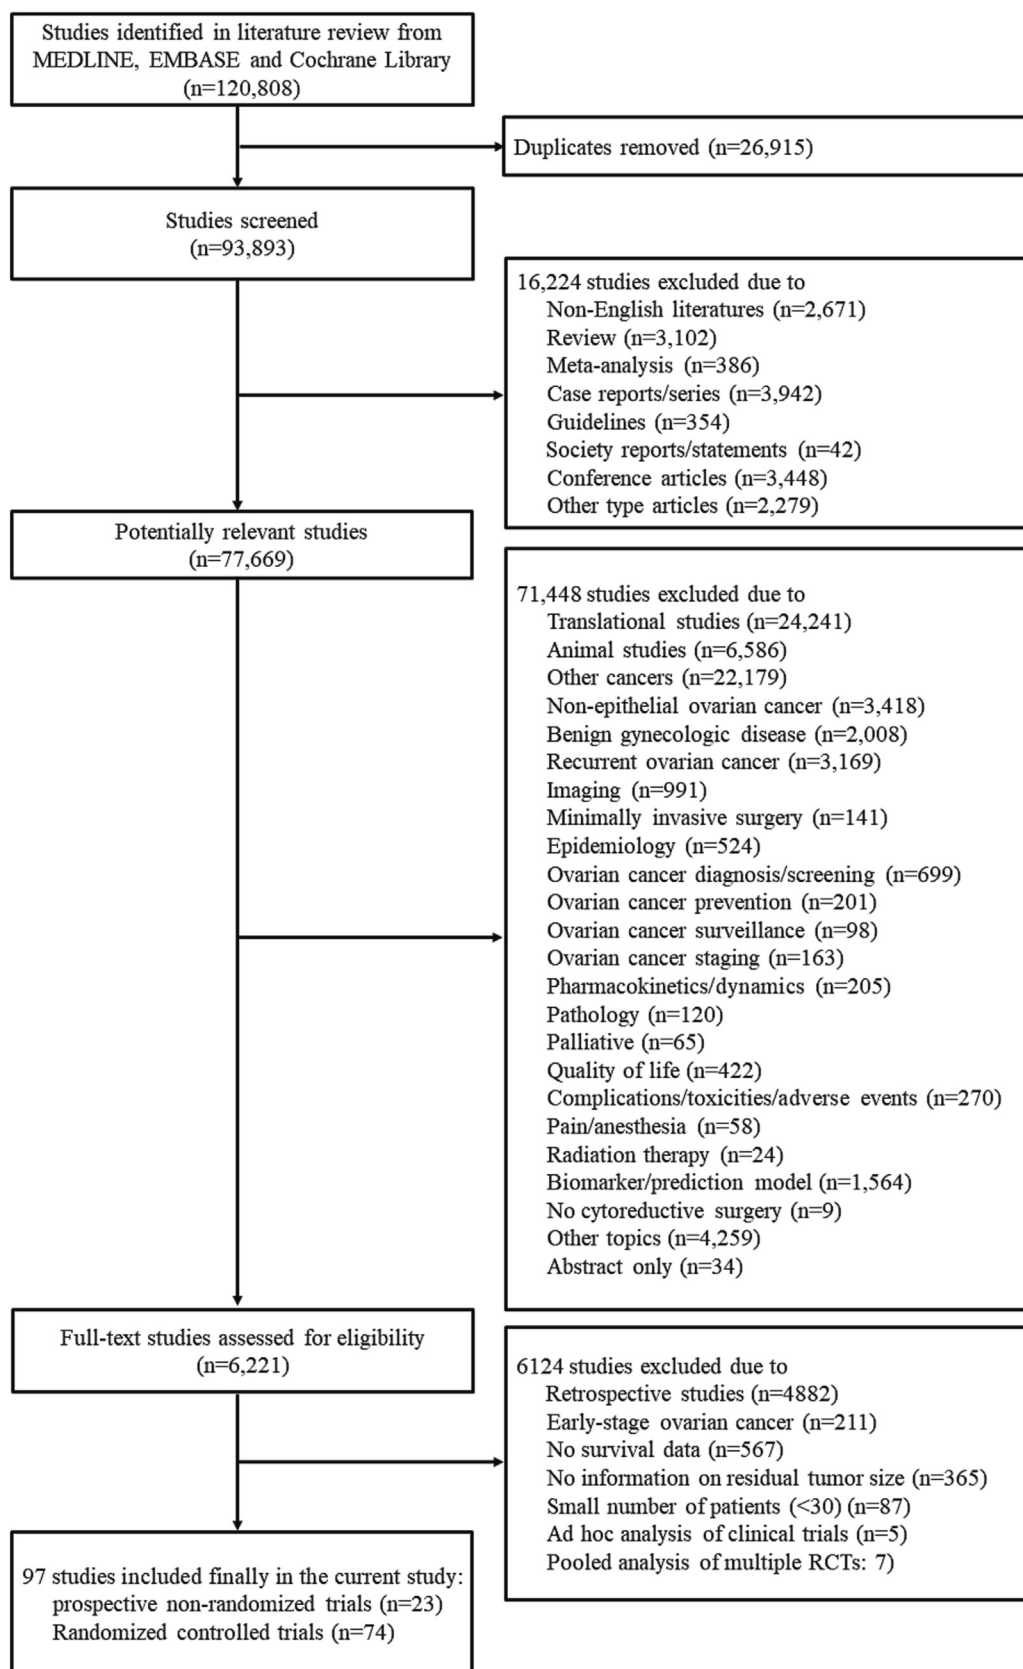 Studies identified in literature review from
MEDLINE, EMBASE and Cochrane Library
(n=120,808)
Duplicates removed (n=26,915)
Studies screened
(n=93,893)
16,224 studies excluded due to
Non-English literatures (n=2,671)
Review (n=3,102)
Meta-analysis (n=386)
Case reports/series (n=3,942)
Guidelines (n=354)
Society reports/statements (n=42)
Conference articles (n=3,448)
Other type articles (n=2,279)
Potentially relevant studies
(n=77,669)
71,448 studies excluded due to
Translational studies (n=24,241)
Animal studies (n=6,586)
Other cancers (n=22,179)
Non-epithelial ovarian cancer (n=3,418)
Benign gynecologic disease (n=2,008)
Recurrent ovarian cancer (n=3,169)
Imaging (n=991)
Minimally invasive surgery (n=141)
Epidemiology (n=524)
Ovarian cancer diagnosis/screening (n=699)
Ovarian cancer prevention (n=201)
Ovarian cancer surveillance (n=98)
Ovarian cancer staging (n=163)
Pharmacokinetics/dynamics (n=205)
Pathology (n=120)
Palliative (n=65)
Quality of life (n=422)
Complications/toxicities/adverse events (n=270)
Pain/anesthesia (n=58)
Radiation therapy (n=24)
Biomarker/prediction model (n=1,564)
No cytoreductive surgery (n=9)
Other topics (n=4,259)
Abstract only (n=34)
Full-text studies assessed for eligibility
(n=6,221)
6124 studies excluded due to
Retrospective studies (n=4882)
Early-stage ovarian cancer (n=211)
No survival data (n=567)
No information on residual tumor size (n=365)
Small number of patients (<30) (n=87)
Ad hoc analysis of clinical trials (n=5)
Pooled analysis of multiple RCTs: 7)
97 studies included finally in the current study:
prospective non-randomized trials (n=23)
Randomized controlled trials (n=74)